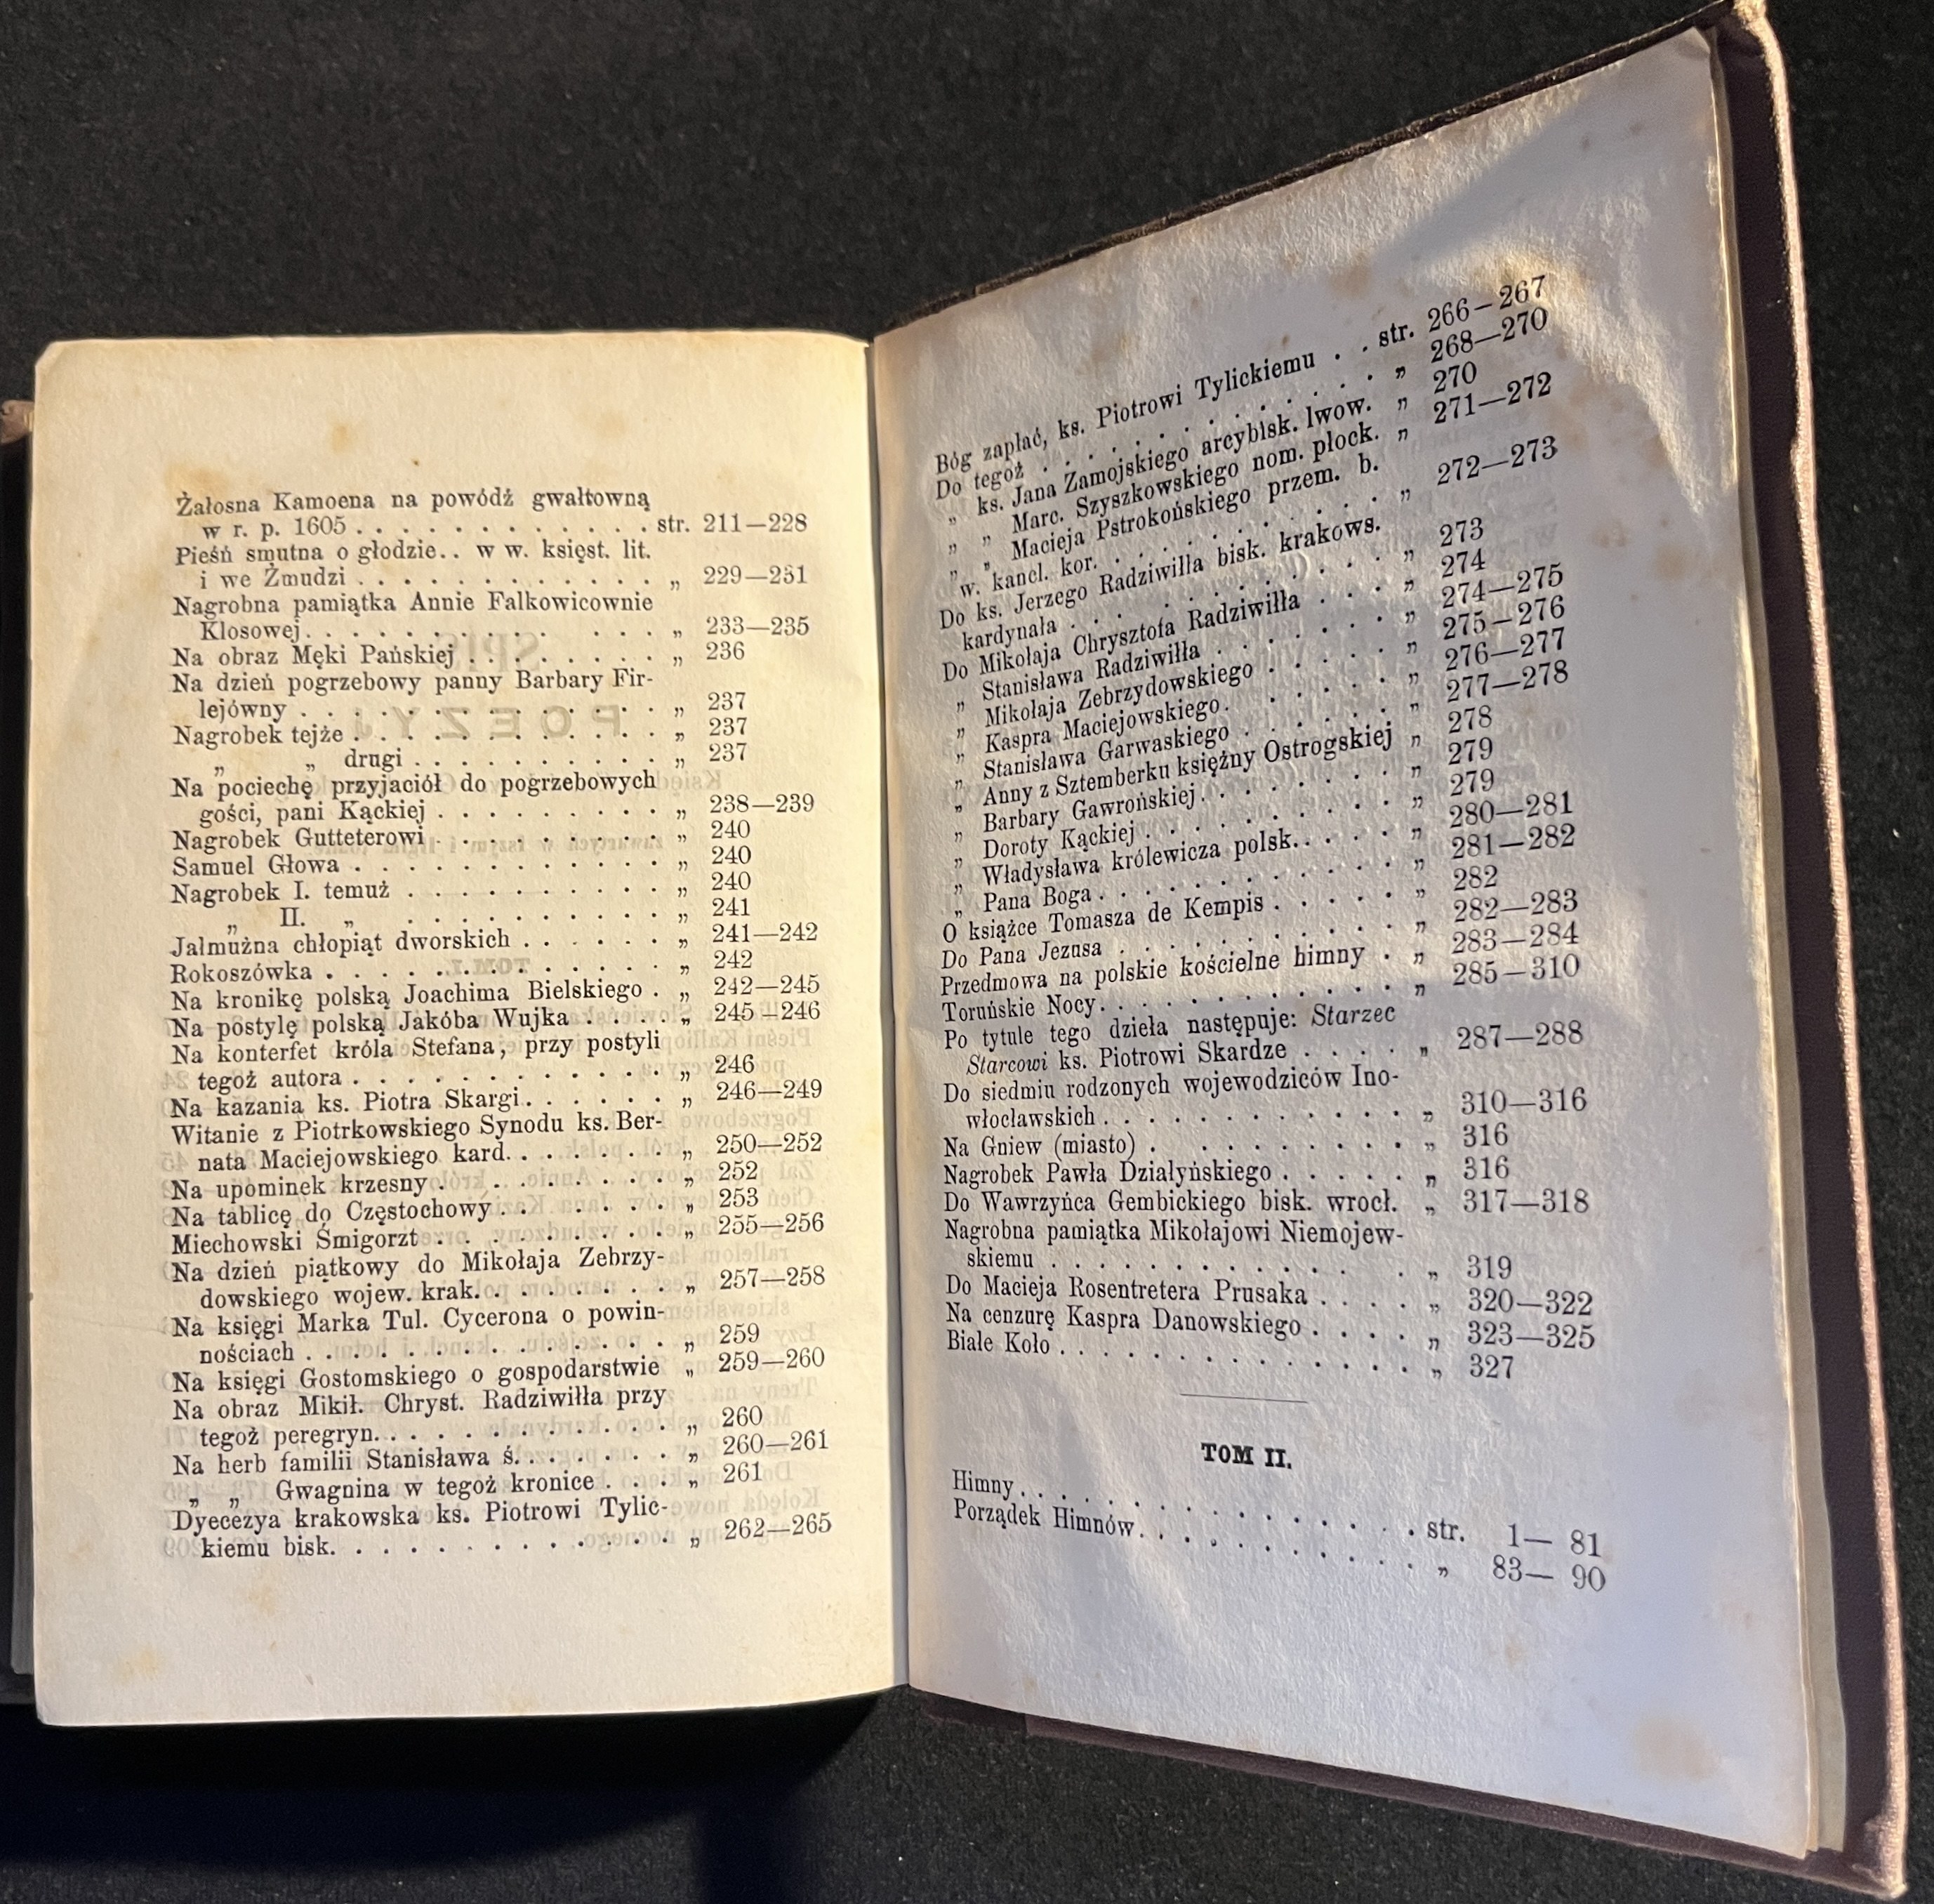 Żałosna Kamoena na powódź gwałtowną
w r. p. 1605 . . . . . . . . . . . . . str. 211—228
Pieśń smutna o głodzie.. w w. księst. lit.
i we Żmudzi . . . . . . . . . . . . „ 229—231
Nagrobna pamiątka Annie Falkowicownie
Klosowej. . . . . . . . . . . . . „ 233—235
Na obraz Męki Pańskiej . . . . . . . . „ 236
Na dzień pogrzebowy panny Barbary Fir-
lejówny . . . . . . . . . . . . . . „ 237
Nagrobek tejże . . . . . . . . . . . . „ 237
„ „ drugi . . . . . . . . . . „ 237
Na pociechę przyjaciół do pogrzebowych
gości, pani Kąckiej . . . . . . . . . „ 238—239
Nagrobek Gutteterowi . . . . . . . . . „ 240
Samuel Głowa . . . . . . . . . . . . „ 240
Nagrobek I. temuż . . . . . . . . . . „ 240
„ II. „ . . . . . . . . . . „ 241
Jalmużna chłopiąt dworskich . . . . . . „ 241—242
Rokoszówka . . . . . . . . . . . . . „ 242
Na kronikę polską Joachima Bielskiego . „ 242—245
Na postylę polską Jakóba Wujka . . . . „ 245—246
Na konterfet króla Stefana, przy postyli
tegoż autora . . . . . . . . . . . . „ 246
Na kazania ks. Piotra Skargi. . . . . . „ 246—249
Witanie z Piotrkowskiego Synodu ks. Ber-
nata Maciejowskiego kard. . . . . . . „ 250—252
Na upominek krzesny . . . . . . . . . „ 252
Na tablicę do Częstochowy . . . . . . . „ 253
Miechowski Śmigorzt . . . . . . . . . „ 255—256
Na dzień piątkowy do Mikołaja Zebrzy-
dowskiego wojew. krak. . . . . . . . „ 257—258
Na księgi Marka Tul. Cycerona o powin-
nościach . . . . . . . . . . . . . . „ 259
Na księgi Gostomskiego o gospodarstwie „ 259—260
Na obraz Mikił. Chryst. Radziwiłła przy
tegoż peregryn. . . . . . . . . . . . „ 260
Na herb familii Stanisława ś. . . . . . . „ 260—261
„ „ Gwagnina w tegoż kronice . . . „ 261
Dyecezya krakowska ks. Piotrowi Tylic-
kiemu bisk. . . . . . . . . . . . . „ 262—265
Bóg zapłać, ks. Piotrowi Tylickiemu . . str. 266—267
Do tegoż . . . . . . . . . . . . . . „ 268—270
„ ks. Jana Zamojskiego arcybisk. lwow. „ 270
„ „ Marc. Szyszkowskiego nom. płock. „ 271—272
„ „ Macieja Pstrokońskiego przem. b.
w. kancl. kor. . . . . . . . . . . . „ 272—273
Do ks. Jerzego Radziwiłła bisk. krakows.
kardynała . . . . . . . . . . . . . „ 273
Do Mikołaja Chrysztofa Radziwiłła . . . „ 274
„ Stanisława Radziwiłła . . . . . . . „ 274—275
„ Mikołaja Zebrzydowskiego . . . . . „ 275—276
„ Kaspra Maciejowskiego. . . . . . . „ 276—277
„ Stanisława Garwaskiego . . . . . . „ 277—278
„ Anny z Sztemberku księżny Ostrogskiej „ 278
„ Barbary Gawrońskiej. . . . . . . . „ 279
„ Doroty Kąckiej . . . . . . . . . . „ 279
„ Władysława królewicza polsk. . . . . „ 280—281
„ Pana Boga. . . . . . . . . . . . . „ 281—282
O książce Tomasza de Kempis . . . . . „ 282
Do Pana Jezusa . . . . . . . . . . . „ 282—283
Przedmowa na polskie kościelne himny . „ 283—284
Toruńskie Nocy. . . . . . . . . . . . „ 285—310
Po tytule tego dzieła następuje: Starzec
Starcowi ks. Piotrowi Skardze . . . . „ 287—288
Do siedmiu rodzonych wojewodziców Ino-
włocławskich . . . . . . . . . . . . „ 310—316
Na Gniew (miasto) . . . . . . . . . . „ 316
Nagrobek Pawła Działyńskiego . . . . . „ 316
Do Wawrzyńca Gembickiego bisk. wrocł. „ 317—318
Nagrobna pamiątka Mikołajowi Niemojew-
skiemu . . . . . . . . . . . . . „ 319
Do Macieja Rosentretera Prusaka . . . . „ 320—322
Na cenzurę Kaspra Danowskiego . . . . „ 323—325
Białe Koło . . . . . . . . . . . . . . „ 327
TOM II.
Himny . . . . . . . . . . . . . . str. 1— 81
Porządek Himnów. . . . . . . . . . . „ 83— 90